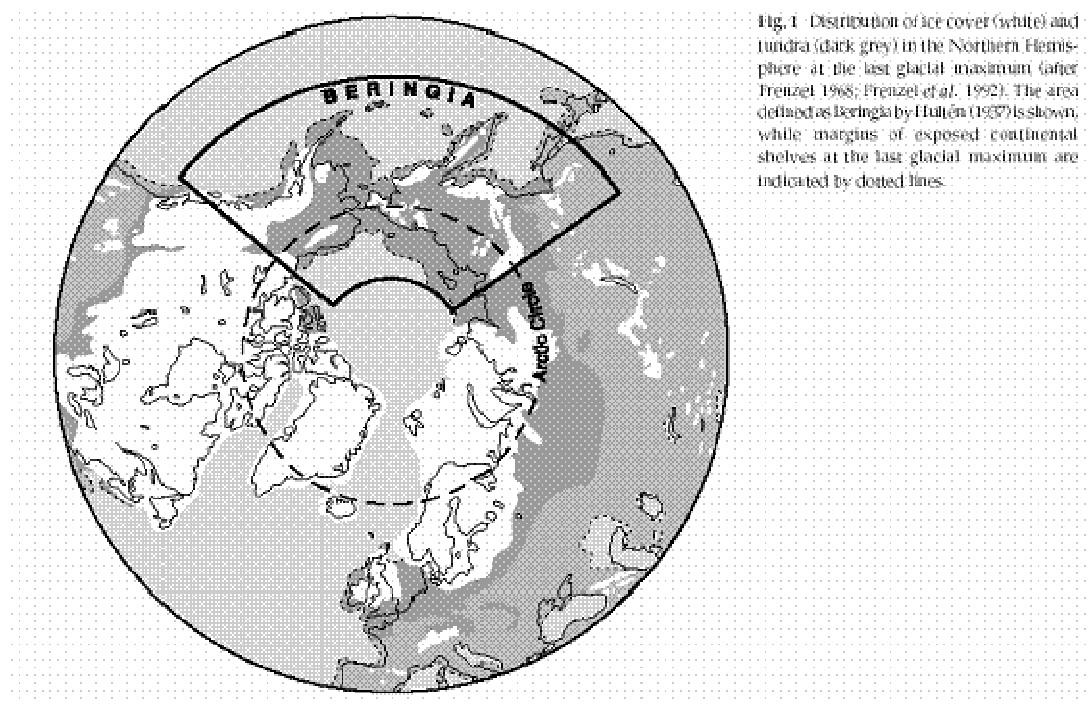 BERINGIA
Arctic Circle
Fig. 1 Distribution of ice cover (white) and
tundra (dark grey) in the Northern Hemis-
phere at the last glacial maximum (after
Frenzel 1968; Frenzel et al. 1992). The area
defined as Beringia by Hultén (1937) is shown,
while margins of exposed continental
shelves at the last glacial maximum are
indicated by dotted lines.